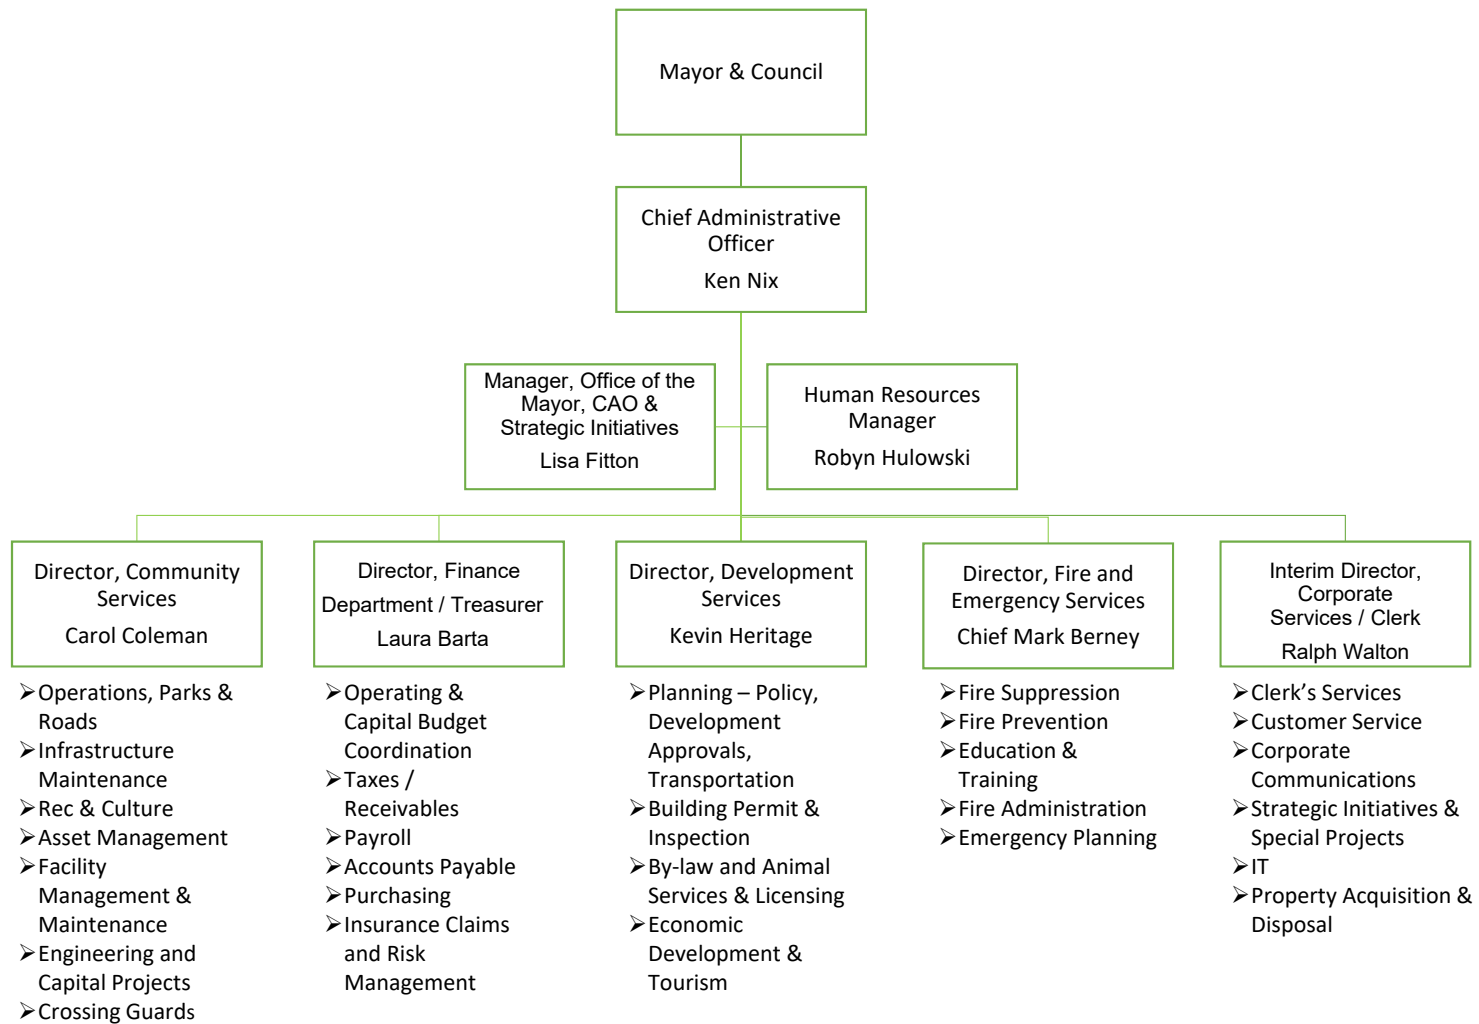 Mayor & Council
Chief Administrative
Officer
Ken Nix
Manager, Office of the
Mayor, CAO &
Strategic Initiatives
Lisa Fitton
Human Resources
Manager
Robyn Hulowski
Director, Community
Services
Carol Coleman
➢Operations, Parks &
Roads
➢Infrastructure
Maintenance
➢Rec & Culture
➢Asset Management
➢Facility
Management &
Maintenance
➢Engineering and
Capital Projects
➢Crossing Guards
Director, Finance
Department / Treasurer
Laura Barta
➢Operating &
Capital Budget
Coordination
➢Taxes /
Receivables
➢Payroll
➢Accounts Payable
➢Purchasing
➢Insurance Claims
and Risk
Management
Director, Development
Services
Kevin Heritage
➢Planning – Policy,
Development
Approvals,
Transportation
➢Building Permit &
Inspection
➢By-law and Animal
Services & Licensing
➢Economic
Development &
Tourism
Director, Fire and
Emergency Services
Chief Mark Berney
➢Fire Suppression
➢Fire Prevention
➢Education &
Training
➢Fire Administration
➢Emergency Planning
Interim Director,
Corporate
Services / Clerk
Ralph Walton
➢Clerk’s Services
➢Customer Service
➢Corporate
Communications
➢Strategic Initiatives &
Special Projects
➢IT
➢Property Acquisition &
Disposal